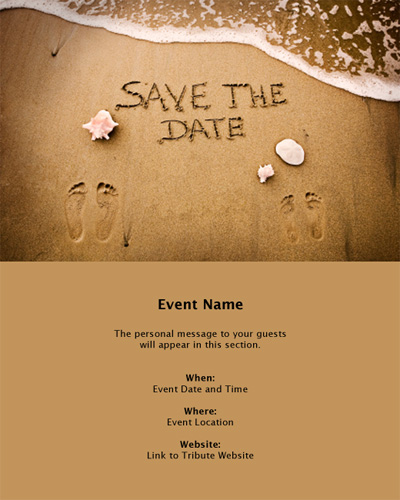 SAVE THE
DATE
Event Name
The personal message to your guests
will appear in this section.
When:
Event Date and Time
Where:
Event Location
Website:
Link to Tribute Website